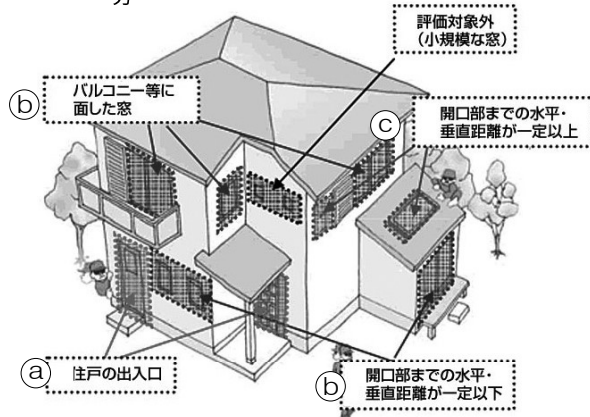 評価対象外
（小規模な窓）
ⓑ
バルコニー等に
面した窓
ⓒ
開口部までの水平・
垂直距離が一定以上
ⓐ
住戸の出入口
ⓑ
開口部までの水平・
垂直距離が一定以下